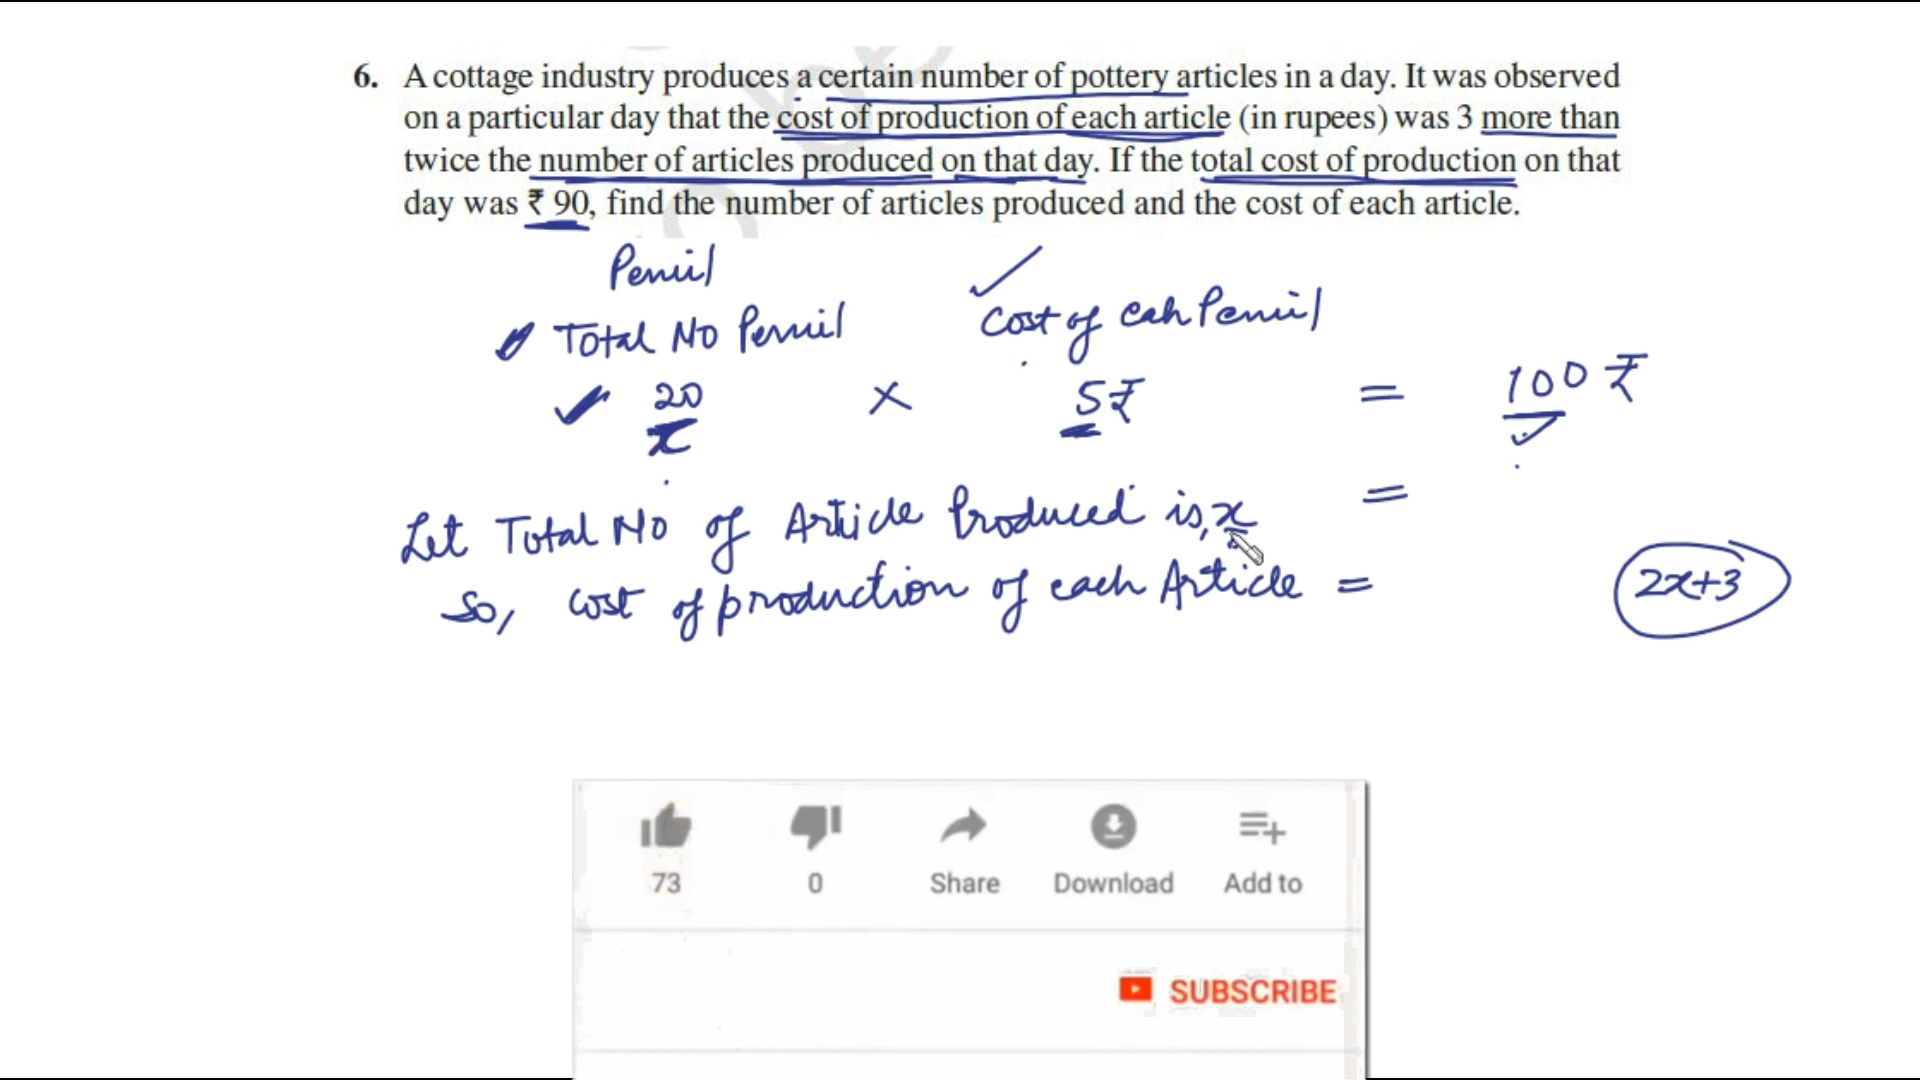 6. A cottage industry produces a certain number of pottery articles in a day. It was observed
on a particular day that the cost of production of each article (in rupees) was 3 more than
twice the number of articles produced on that day. If the total cost of production on that
day was ₹ 90, find the number of articles produced and the cost of each article.
Pencil
Total No Pencil
Cost of each Pencil
20 × 5₹ = 100 ₹
x
Let Total No of Article Produced is, x =
So, cost of production of each Article = 2x+3
73 0 Share Download Add to
SUBSCRIBE